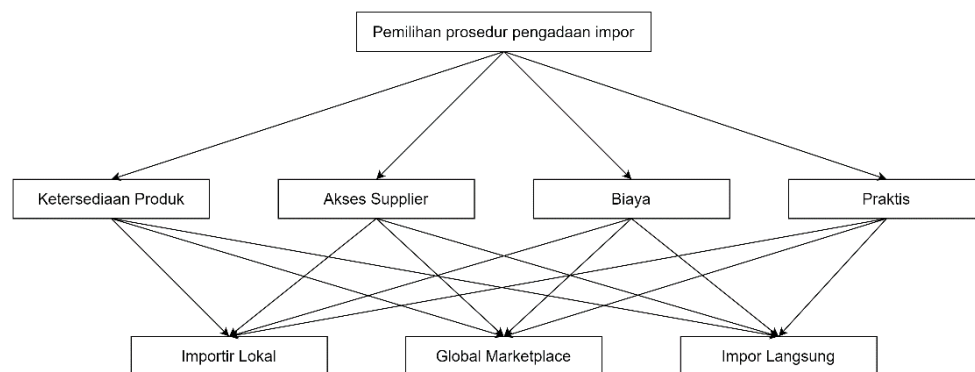 Pemilihan prosedur pengadaan impor
Ketersediaan Produk
Akses Supplier
Biaya
Praktis
Importir Lokal
Global Marketplace
Impor Langsung